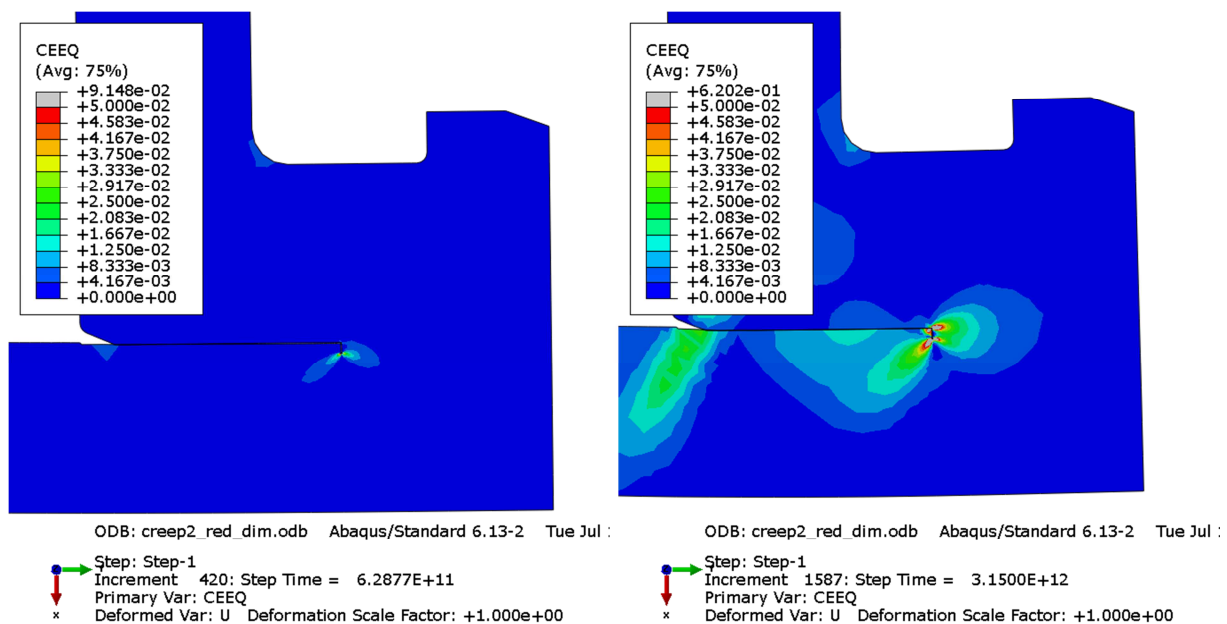 CEEQ
(Avg: 75%)
+9.148e-02
+5.000e-02
+4.583e-02
+4.167e-02
+3.750e-02
+3.333e-02
+2.917e-02
+2.500e-02
+2.083e-02
+1.667e-02
+1.250e-02
+8.333e-03
+4.167e-03
+0.000e+00
ODB: creep2_red_dim.odb Abaqus/Standard 6.13-2 Tue Jul
Step: Step-1
Increment 420: Step Time = 6.2877E+11
Primary Var: CEEQ
x Deformed Var: U Deformation Scale Factor: +1.000e+00
CEEQ
(Avg: 75%)
+6.202e-01
+5.000e-02
+4.583e-02
+4.167e-02
+3.750e-02
+3.333e-02
+2.917e-02
+2.500e-02
+2.083e-02
+1.667e-02
+1.250e-02
+8.333e-03
+4.167e-03
+0.000e+00
ODB: creep2_red_dim.odb Abaqus/Standard 6.13-2 Tue Jul
Step: Step-1
Increment 1587: Step Time = 3.1500E+12
Primary Var: CEEQ
x Deformed Var: U Deformation Scale Factor: +1.000e+00